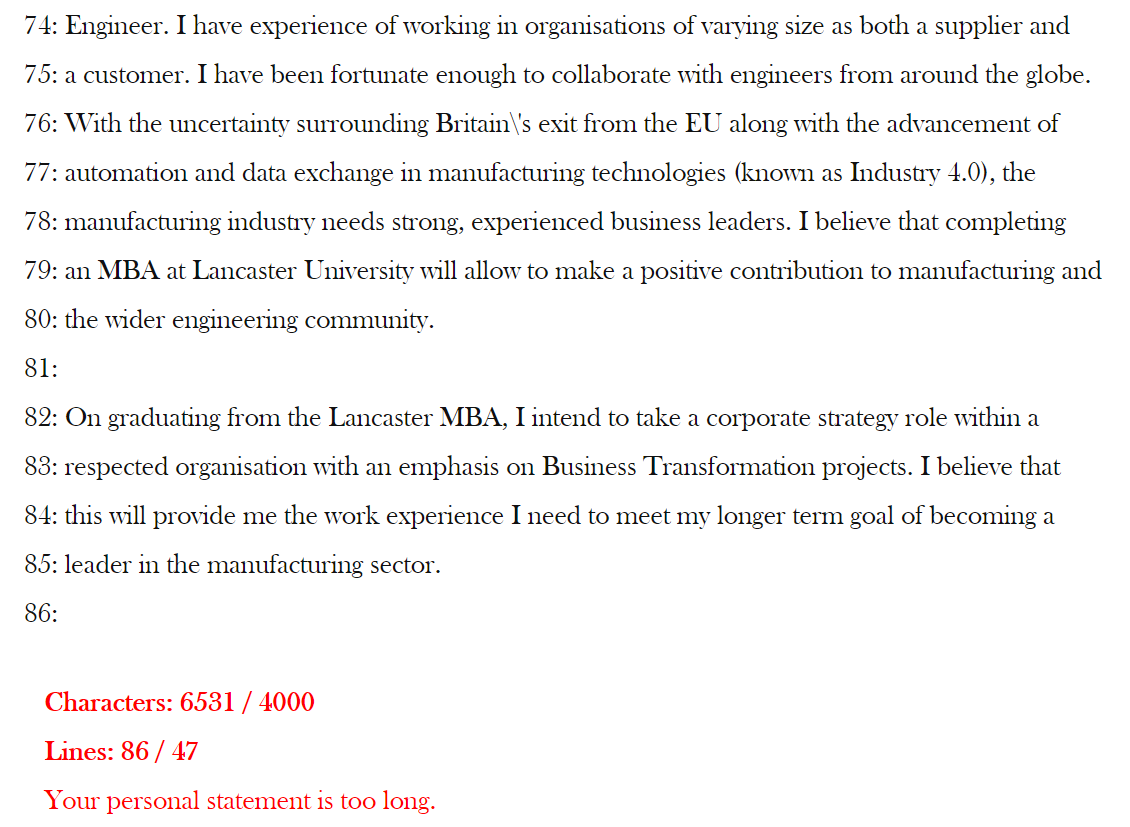 74: Engineer. I have experience of working in organisations of varying size as both a supplier and
75: a customer. I have been fortunate enough to collaborate with engineers from around the globe.
76: With the uncertainty surrounding Britain\'s exit from the EU along with the advancement of
77: automation and data exchange in manufacturing technologies (known as Industry 4.0), the
78: manufacturing industry needs strong, experienced business leaders. I believe that completing
79: an MBA at Lancaster University will allow to make a positive contribution to manufacturing and
80: the wider engineering community.
81:
82: On graduating from the Lancaster MBA, I intend to take a corporate strategy role within a
83: respected organisation with an emphasis on Business Transformation projects. I believe that
84: this will provide me the work experience I need to meet my longer term goal of becoming a
85: leader in the manufacturing sector.
86:
Characters: 6531 / 4000
Lines: 86 / 47
Your personal statement is too long.